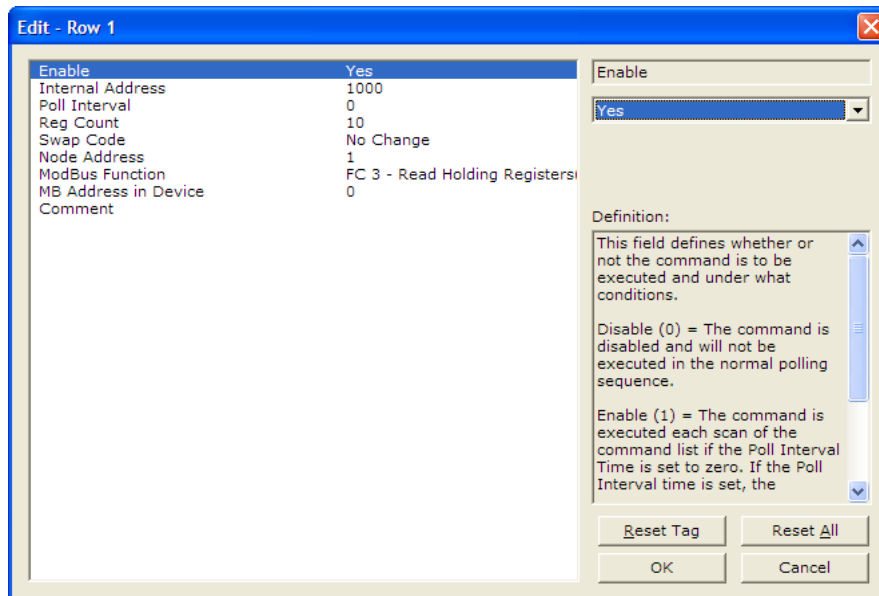 Edit - Row 1
Enable Yes
Internal Address 1000
Poll Interval 0
Reg Count 10
Swap Code No Change
Node Address 1
ModBus Function FC 3 - Read Holding Registers(
MB Address in Device 0
Comment
Enable
Yes
Definition:
This field defines whether or
not the command is to be
executed and under what
conditions.
Disable (0) = The command is
disabled and will not be
executed in the normal polling
sequence.
Enable (1) = The command is
executed each scan of the
command list if the Poll Interval
Time is set to zero. If the Poll
Interval time is set, the
Reset Tag Reset All
OK Cancel